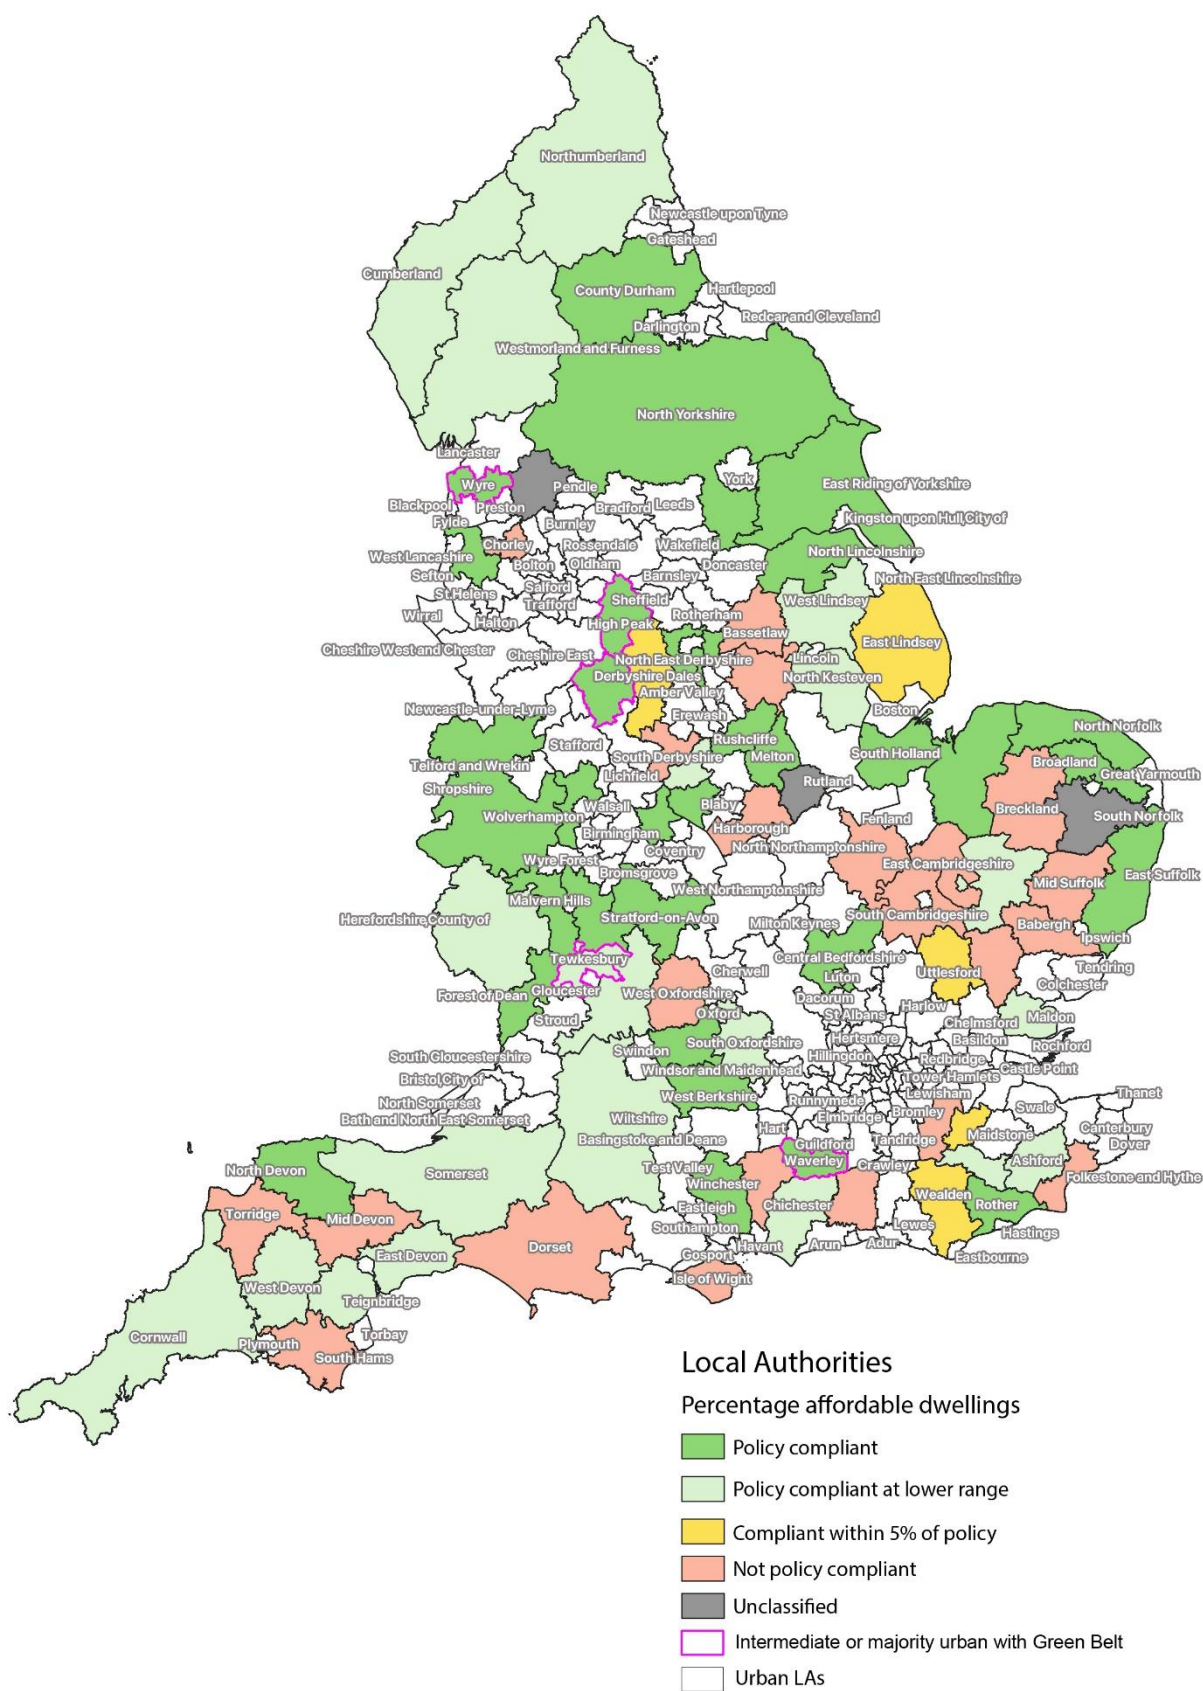 Northumberland
Newcastle upon Tyne
Gateshead
Cumberland
County Durham
Hartlepool
Redcar and Cleveland
Darlington
Westmorland and Furness
North Yorkshire
Lancaster
Wyre
Pendle
York
East Riding of Yorkshire
Blackpool
Preston
Bradford
Leeds
Fylde
Burnley
Kingston upon Hull,City of
Chorley
Rossendale
Wakefield
North Lincolnshire
West Lancashire
Bolton
Oldham
Doncaster
Sefton
Barnsley
North East Lincolnshire
Salford
St.Helens
Sheffield
West Lindsey
Trafford
Rotherham
Wirral
Halton
High Peak
Bassetlaw
East Lindsey
Cheshire West and Chester
Cheshire East
North East Derbyshire
Lincoln
Derbyshire Dales
North Kesteven
Amber Valley
Newcastle-under-Lyme
Erewash
Boston
Stafford
Rushcliffe
North Norfolk
South Derbyshire
Melton
South Holland
Telford and Wrekin
Broadland
Lichfield
Great Yarmouth
Shropshire
Rutland
Walsall
Blaby
Breckland
South Norfolk
Wolverhampton
Fenland
Birmingham
Harborough
Coventry
North Northamptonshire
Wyre Forest
East Cambridgeshire
Bromsgrove
East Suffolk
West Northamptonshire
Mid Suffolk
Malvern Hills
Herefordshire,County of
Stratford-on-Avon
South Cambridgeshire
Milton Keynes
Babergh
Ipswich
Tewkesbury
Central Bedfordshire
Cherwell
Tendring
Uttlesford
Luton
Colchester
Gloucester
West Oxfordshire
Forest of Dean
Dacorum
Harlow
Oxford
St Albans
Maldon
Stroud
Chelmsford
Hertsmere
Basildon
South Oxfordshire
Rochford
Swindon
South Gloucestershire
Hillingdon
Redbridge
Windsor and Maidenhead
Castle Point
Bristol,City of
Tower Hamlets
West Berkshire
Lewisham
Thanet
North Somerset
Runnymede
Swale
Bromley
Bath and North East Somerset
Wiltshire
Elmbridge
Hart
Canterbury
Maidstone
Basingstoke and Deane
Guildford
Tandridge
Dover
Waverley
Ashford
Somerset
Test Valley
Crawley
North Devon
Folkestone and Hythe
Winchester
Wealden
Chichester
Rother
Eastleigh
Torridge
Mid Devon
Lewes
Southampton
Hastings
Dorset
Havant
Arun
Adur
East Devon
Gosport
Eastbourne
Isle of Wight
West Devon
Teignbridge
Cornwall
Torbay
Plymouth
South Hams
Local Authorities
Percentage affordable dwellings
Policy compliant
Policy compliant at lower range
Compliant within 5% of policy
Not policy compliant
Unclassified
Intermediate or majority urban with Green Belt
Urban LAs